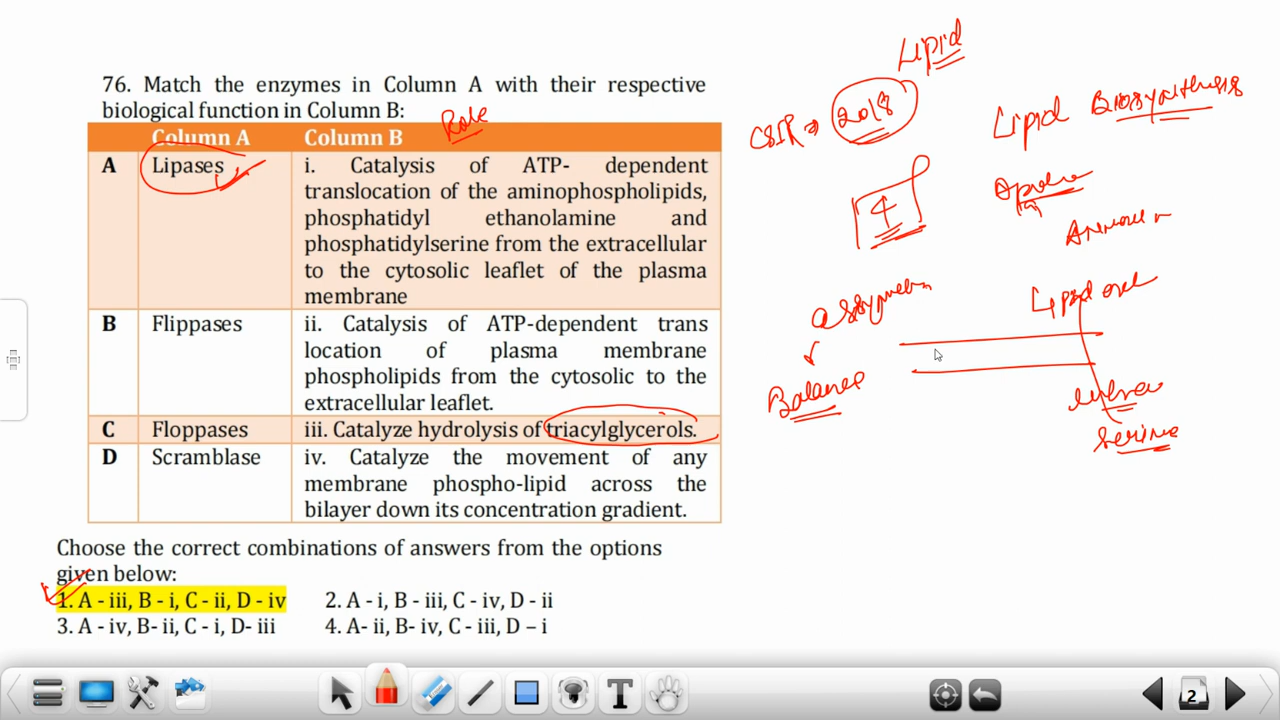 76. Match the enzymes in Column A with their respective
biological function in Column B:
Role
Column A Column B
A Lipases i. Catalysis of ATP- dependent
translocation of the aminophospholipids,
phosphatidyl ethanolamine and
phosphatidylserine from the extracellular
to the cytosolic leaflet of the plasma
membrane
B Flippases ii. Catalysis of ATP-dependent trans
location of plasma membrane
phospholipids from the cytosolic to the
extracellular leaflet.
C Floppases iii. Catalyze hydrolysis of triacylglycerols.
D Scramblase iv. Catalyze the movement of any
membrane phospho-lipid across the
bilayer down its concentration gradient.
Choose the correct combinations of answers from the options
given below:
1. A - iii, B - i, C - ii, D - iv 2. A - i, B - iii, C - iv, D - ii
3. A - iv, B- ii, C - i, D- iii 4. A- ii, B- iv, C - iii, D – i
Lipid
CSIR → 2018
Lipid Biosynthesis
4
Lipid
Balance
Serine
T
2